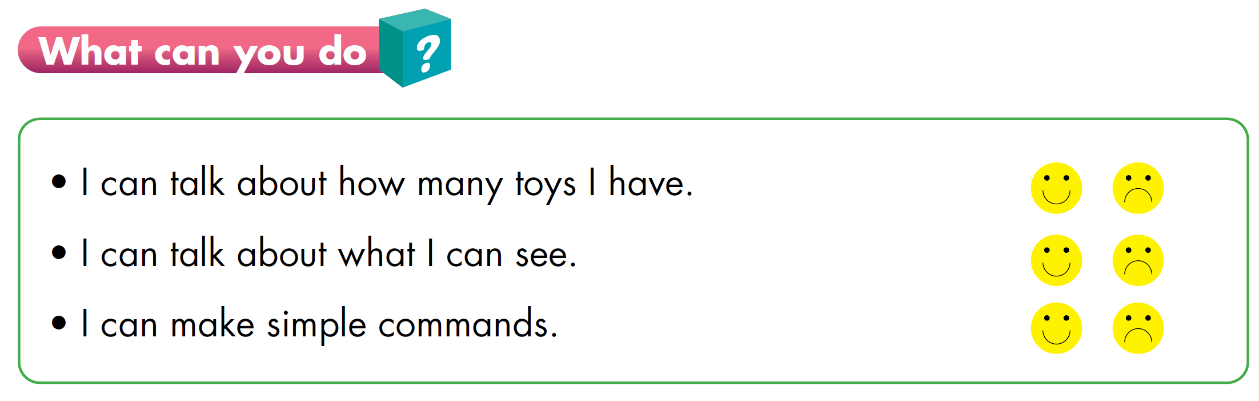 What can you do ?
• I can talk about how many toys I have.
• I can talk about what I can see.
• I can make simple commands.